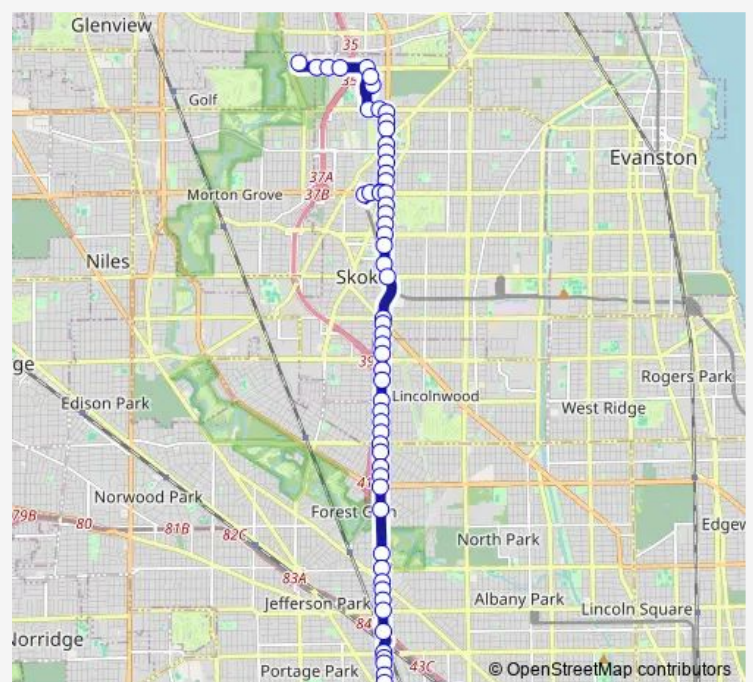 Glenview
35
35
Golf
Evanston
37A
37B
Morton Grove
Niles
Skok
ge
39
Rogers Park
Lincolnwood
Edison Park
West Ridge
41
Norwood Park
79B
80
81B
82C
Forest G en
North Park
Edgew
83A
Jefferson Park
Albany Park
Lincoln Square
84
Norridge
Portage Park
43C
© OpenStreetMap contributors